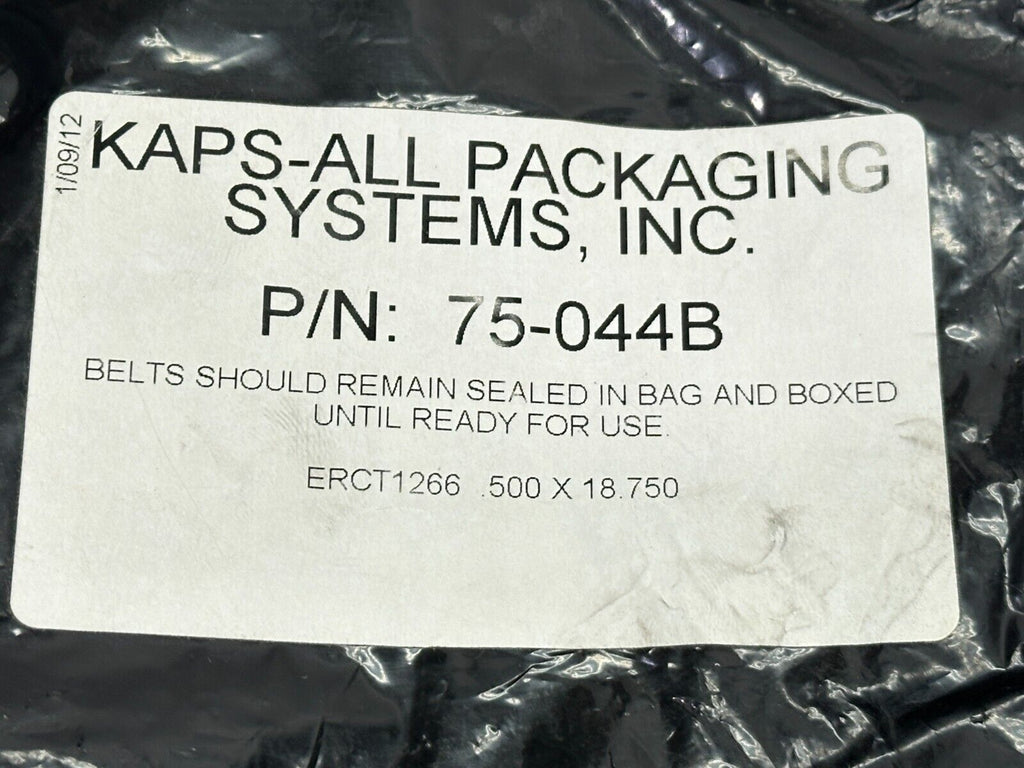 1/09/12
KAPS-ALL PACKAGING
SYSTEMS, INC.
P/N: 75-044B
BELTS SHOULD REMAIN SEALED IN BAG AND BOXED
UNTIL READY FOR USE.
ERCT1266 .500 X 18.750